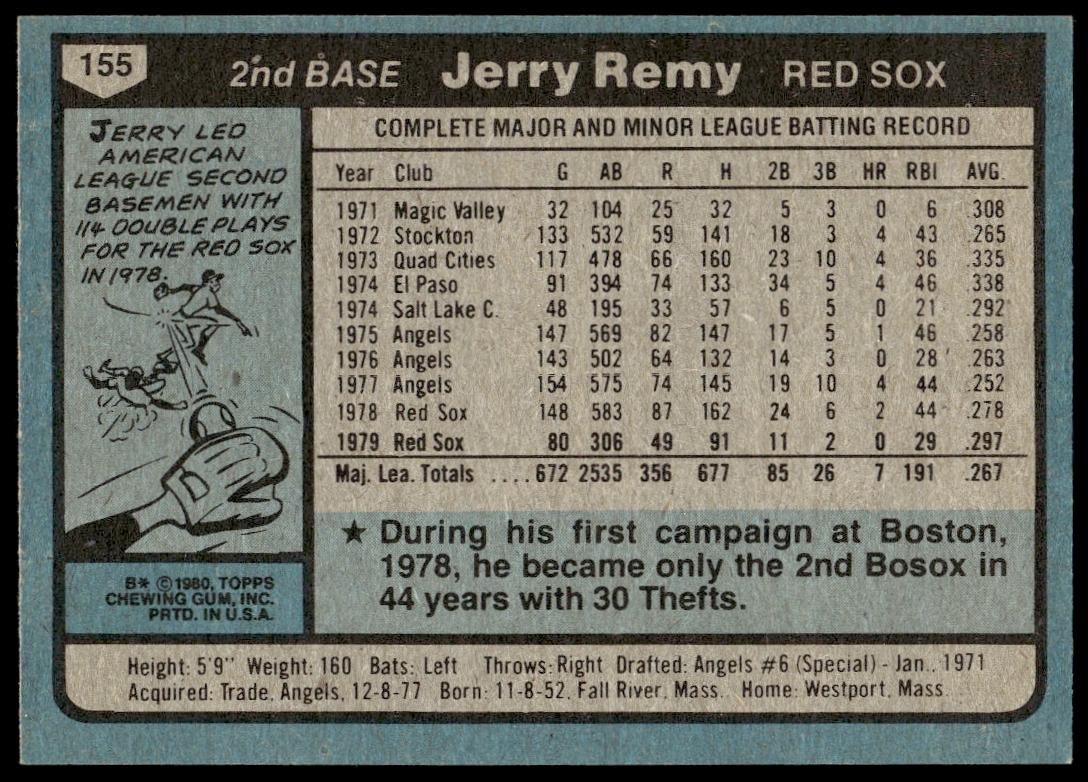 155
2nd BASE Jerry Remy RED SOX
JERRY LED
AMERICAN
LEAGUE SECOND
BASEMEN WITH
114 DOUBLE PLAYS
FOR THE RED SOX
IN 1978.
B* ©1980, TOPPS
CHEWING GUM, INC.
PRTD. IN U.S.A.
COMPLETE MAJOR AND MINOR LEAGUE BATTING RECORD
Year Club G AB R H 2B 3B HR RBI AVG.
1971 Magic Valley 32 104 25 32 5 3 0 6 .308
1972 Stockton 133 532 59 141 18 3 4 43 .265
1973 Quad Cities 117 478 66 160 23 10 4 36 .335
1974 El Paso 91 394 74 133 34 5 4 46 .338
1974 Salt Lake C. 48 195 33 57 6 5 0 21 .292
1975 Angels 147 569 82 147 17 5 1 46 .258
1976 Angels 143 502 64 132 14 3 0 28 .263
1977 Angels 154 575 74 145 19 10 4 44 .252
1978 Red Sox 148 583 87 162 24 6 2 44 .278
1979 Red Sox 80 306 49 91 11 2 0 29 .297
Maj. Lea. Totals ....672 2535 356 677 85 26 7 191 .267
★ During his first campaign at Boston,
1978, he became only the 2nd Bosox in
44 years with 30 Thefts.
Height: 5'9" Weight: 160 Bats: Left Throws: Right Drafted: Angels #6 (Special) - Jan., 1971
Acquired: Trade, Angels, 12-8-77 Born: 11-8-52, Fall River, Mass. Home: Westport, Mass.